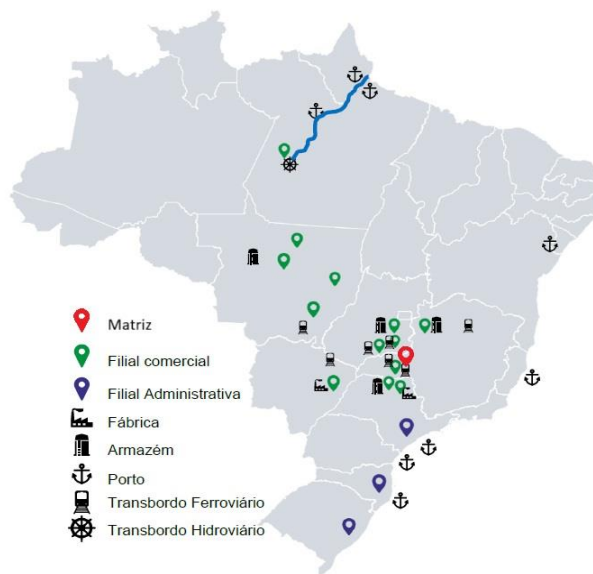 Matriz
Filial comercial
Filial Administrativa
Fábrica
Armazém
Porto
Transbordo Ferroviário
Transbordo Hidroviário